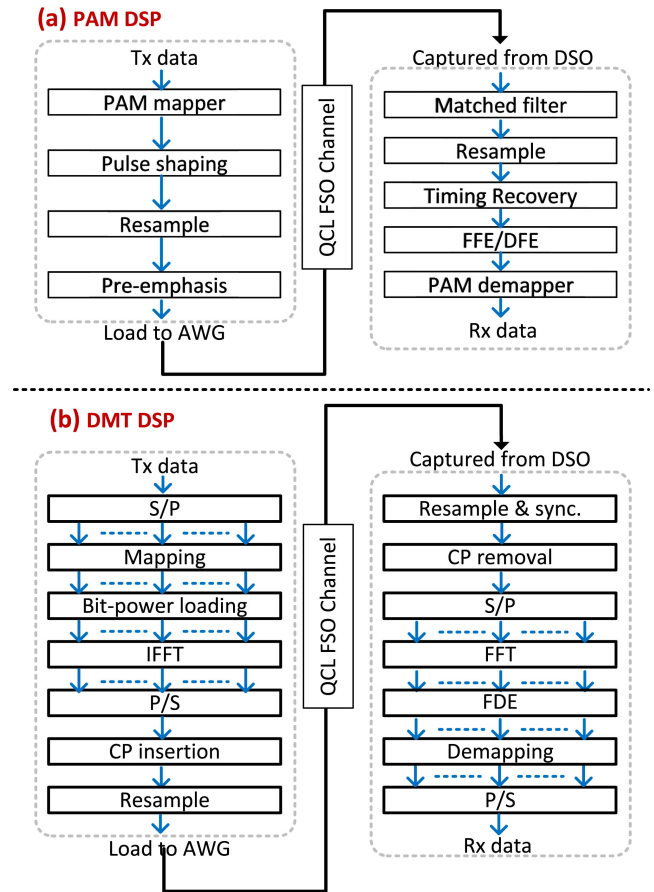 (a) PAM DSP
Tx data
PAM mapper
Pulse shaping
Resample
Pre-emphasis
Load to AWG
QCL FSO Channel
Captured from DSO
Matched filter
Resample
Timing Recovery
FFE/DFE
PAM demapper
Rx data
(b) DMT DSP
Tx data
S/P
Mapping
Bit-power loading
IFFT
P/S
CP insertion
Resample
Load to AWG
QCL FSO Channel
Captured from DSO
Resample & sync.
CP removal
S/P
FFT
FDE
Demapping
P/S
Rx data